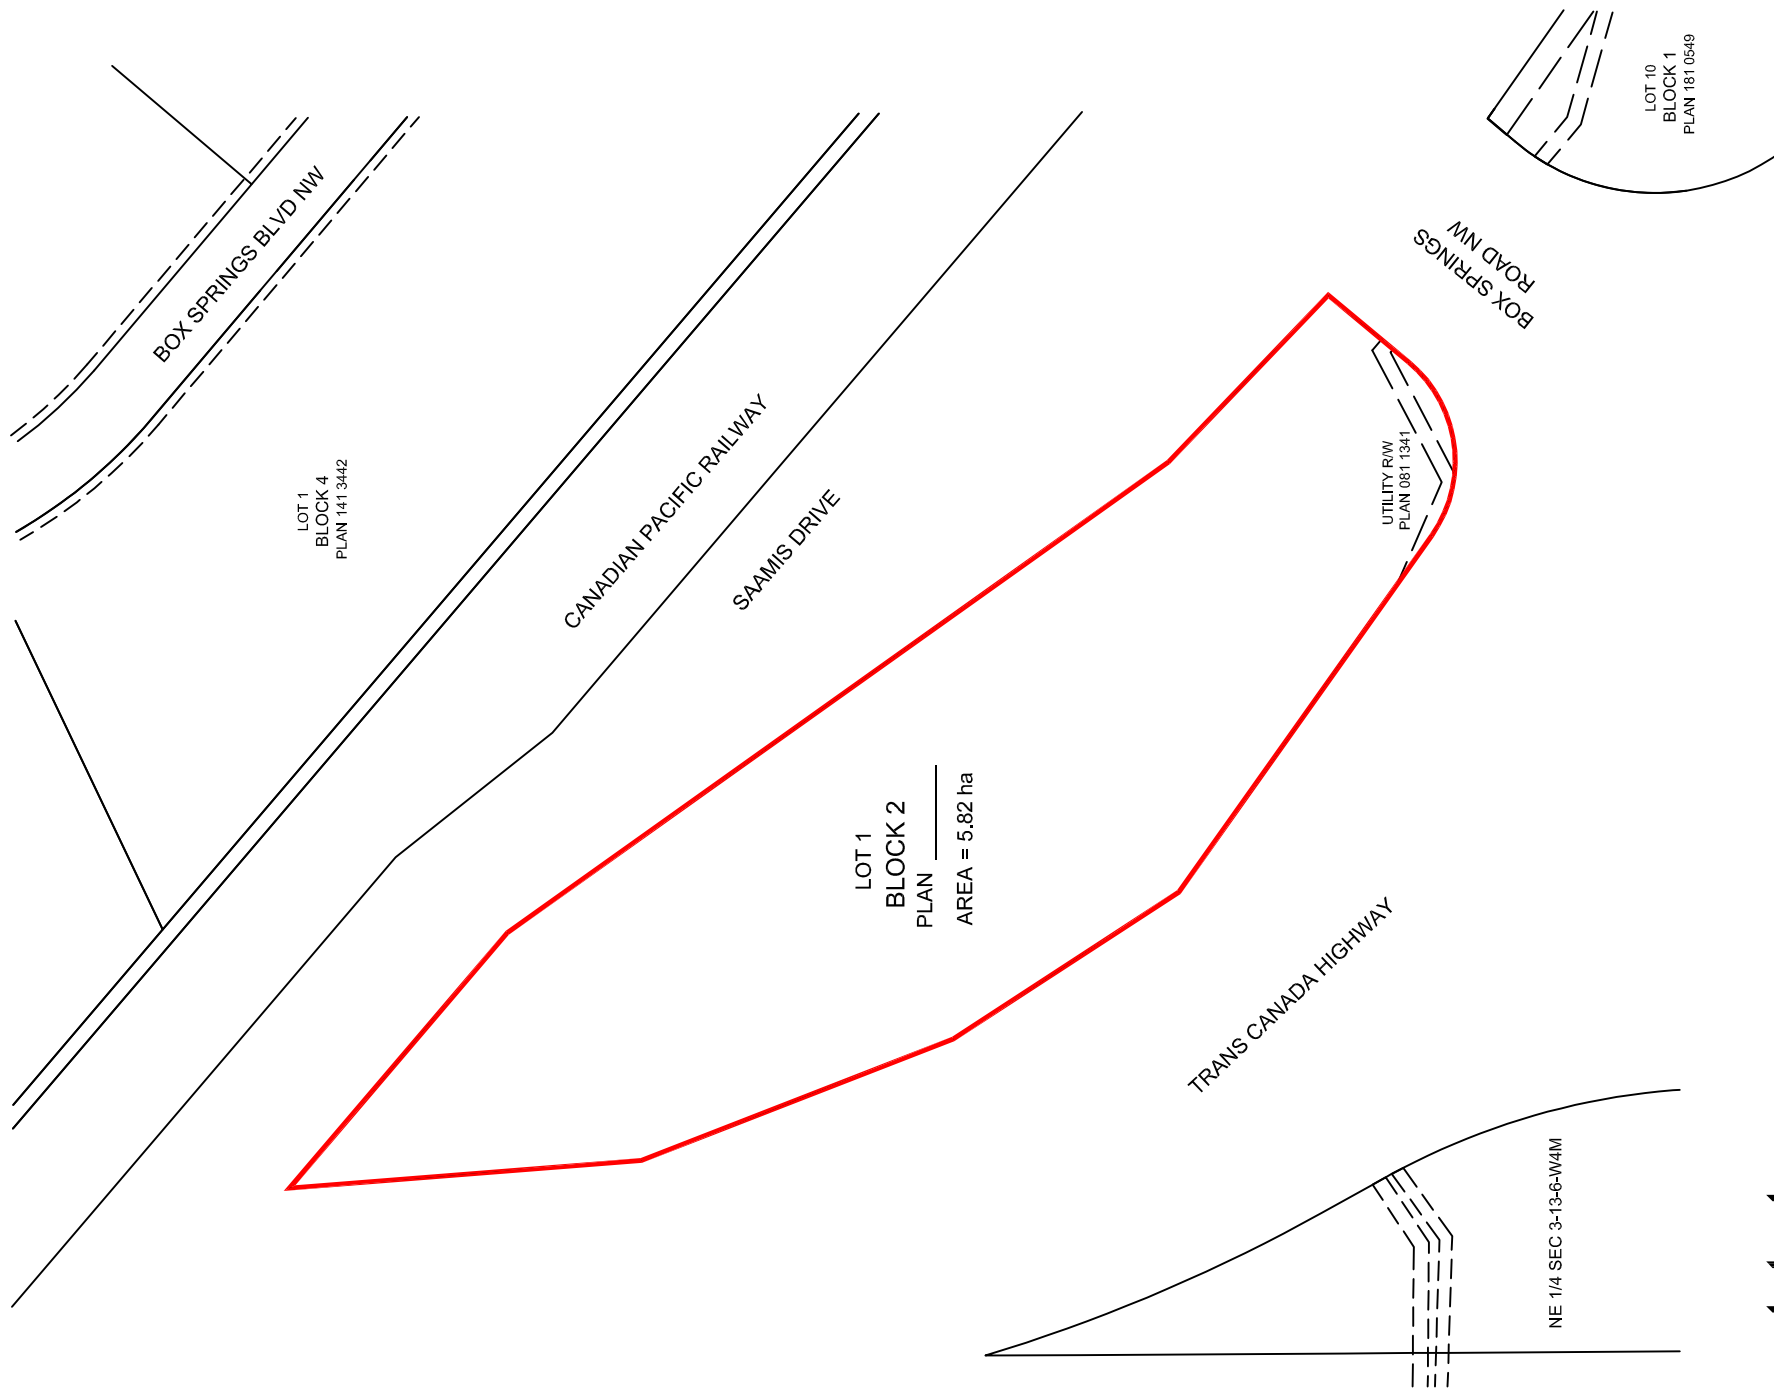 BOX SPRINGS BLVD NW
LOT 1
BLOCK 4
PLAN 141 3442
CANADIAN PACIFIC RAILWAY
SAAMIS DRIVE
LOT 10
BLOCK 1
PLAN 181 0549
BOX SPRINGS
ROAD NW
UTILITY R/W
PLAN 081 1341
LOT 1
BLOCK 2
PLAN
AREA = 5.82 ha
TRANS CANADA HIGHWAY
NE 1/4 SEC 3-13-6-W4M